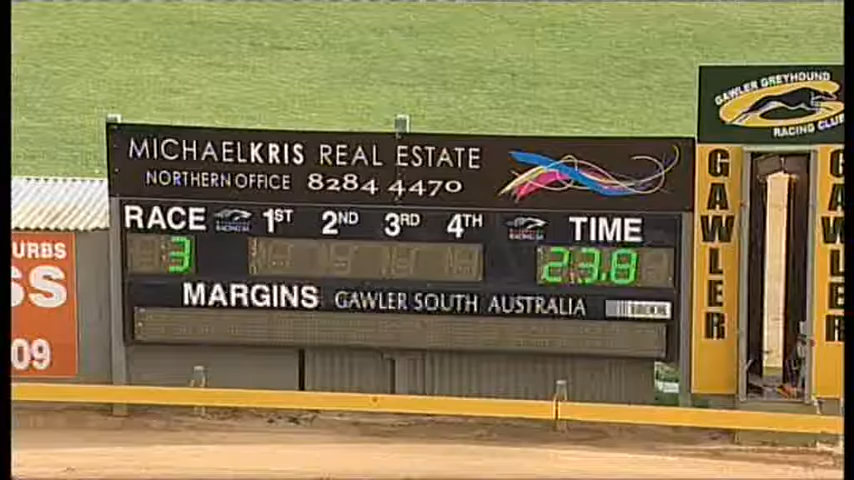 GAWLER GREYHOUND
RACING CLUB
MICHAELKRIS REAL ESTATE
NORTHERN OFFICE 8284 4470
RACE 1ST 2ND 3RD 4TH TIME
3 23.8
MARGINS GAWLER SOUTH AUSTRALIA
URBS
SS
09
GAWLER
GAWLER